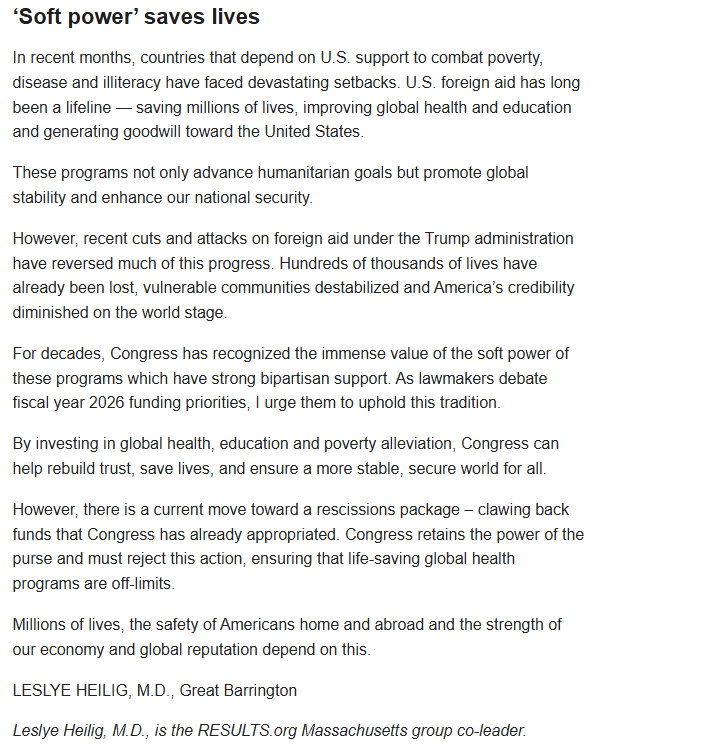 ‘Soft power’ saves lives
In recent months, countries that depend on U.S. support to combat poverty,
disease and illiteracy have faced devastating setbacks. U.S. foreign aid has long
been a lifeline — saving millions of lives, improving global health and education
and generating goodwill toward the United States.
These programs not only advance humanitarian goals but promote global
stability and enhance our national security.
However, recent cuts and attacks on foreign aid under the Trump administration
have reversed much of this progress. Hundreds of thousands of lives have
already been lost, vulnerable communities destabilized and America’s credibility
diminished on the world stage.
For decades, Congress has recognized the immense value of the soft power of
these programs which have strong bipartisan support. As lawmakers debate
fiscal year 2026 funding priorities, I urge them to uphold this tradition.
By investing in global health, education and poverty alleviation, Congress can
help rebuild trust, save lives, and ensure a more stable, secure world for all.
However, there is a current move toward a rescissions package – clawing back
funds that Congress has already appropriated. Congress retains the power of the
purse and must reject this action, ensuring that life-saving global health
programs are off-limits.
Millions of lives, the safety of Americans home and abroad and the strength of
our economy and global reputation depend on this.
LESLYE HEILIG, M.D., Great Barrington
Leslye Heilig, M.D., is the RESULTS.org Massachusetts group co-leader.